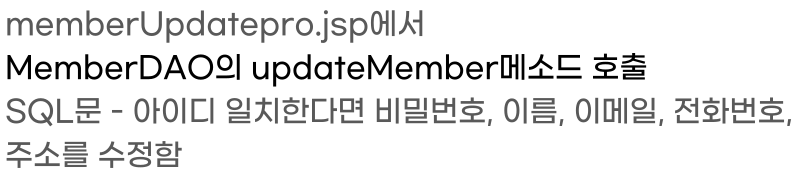 memberUpdatepro.jsp에서
MemberDAO의 updateMember메소드 호출
SQL문 - 아이디 일치한다면 비밀번호, 이름, 이메일, 전화번호,
주소를 수정함